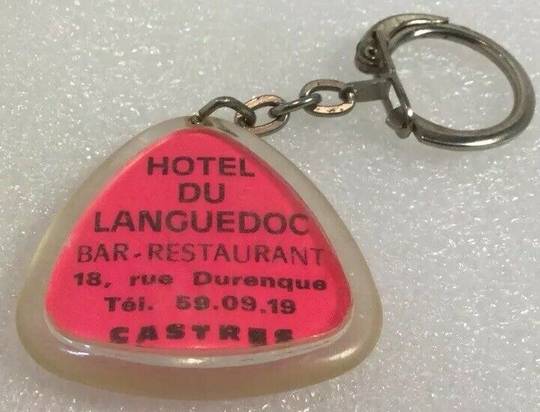 HOTEL
DU
LANGUEDOC
BAR-RESTAURANT
18, rue Durenque
Tél. 59.09.19
CASTRES